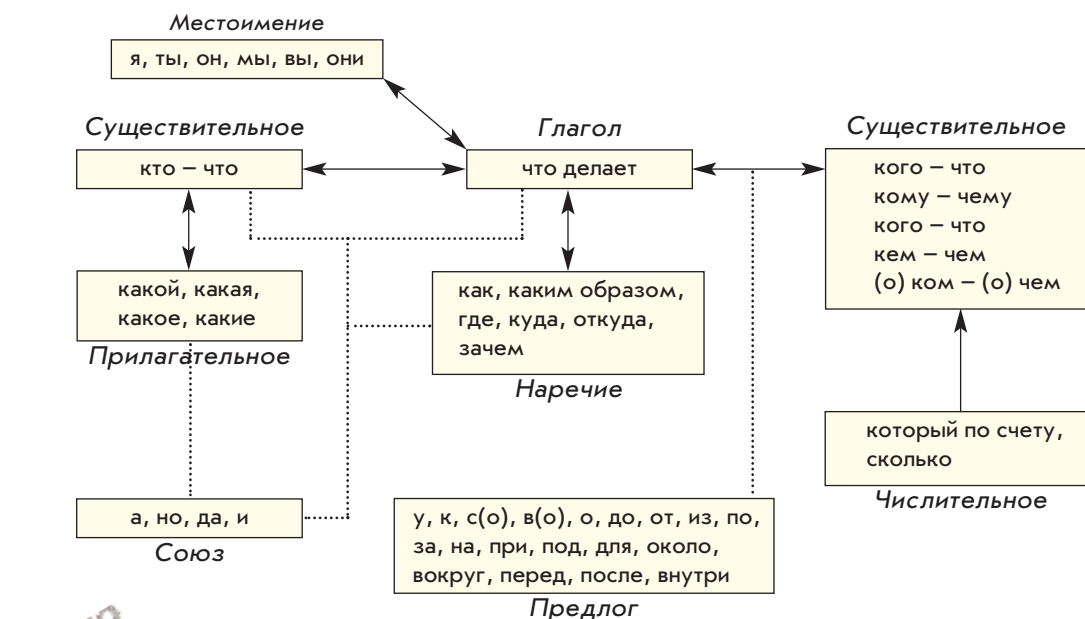 Местоимение
я, ты, он, мы, вы, они
Существительное
кто – что
Глагол
что делает
Существительное
кого – что
кому – чему
кого – что
кем – чем
(о) ком – (о) чем
какой, какая,
какое, какие
Прилагательное
как, каким образом,
где, куда, откуда,
зачем
Наречие
который по счету,
сколько
Числительное
а, но, да, и
Союз
у, к, с(о), в(о), о, до, от, из, по,
за, на, при, под, для, около,
вокруг, перед, после, внутри
Предлог